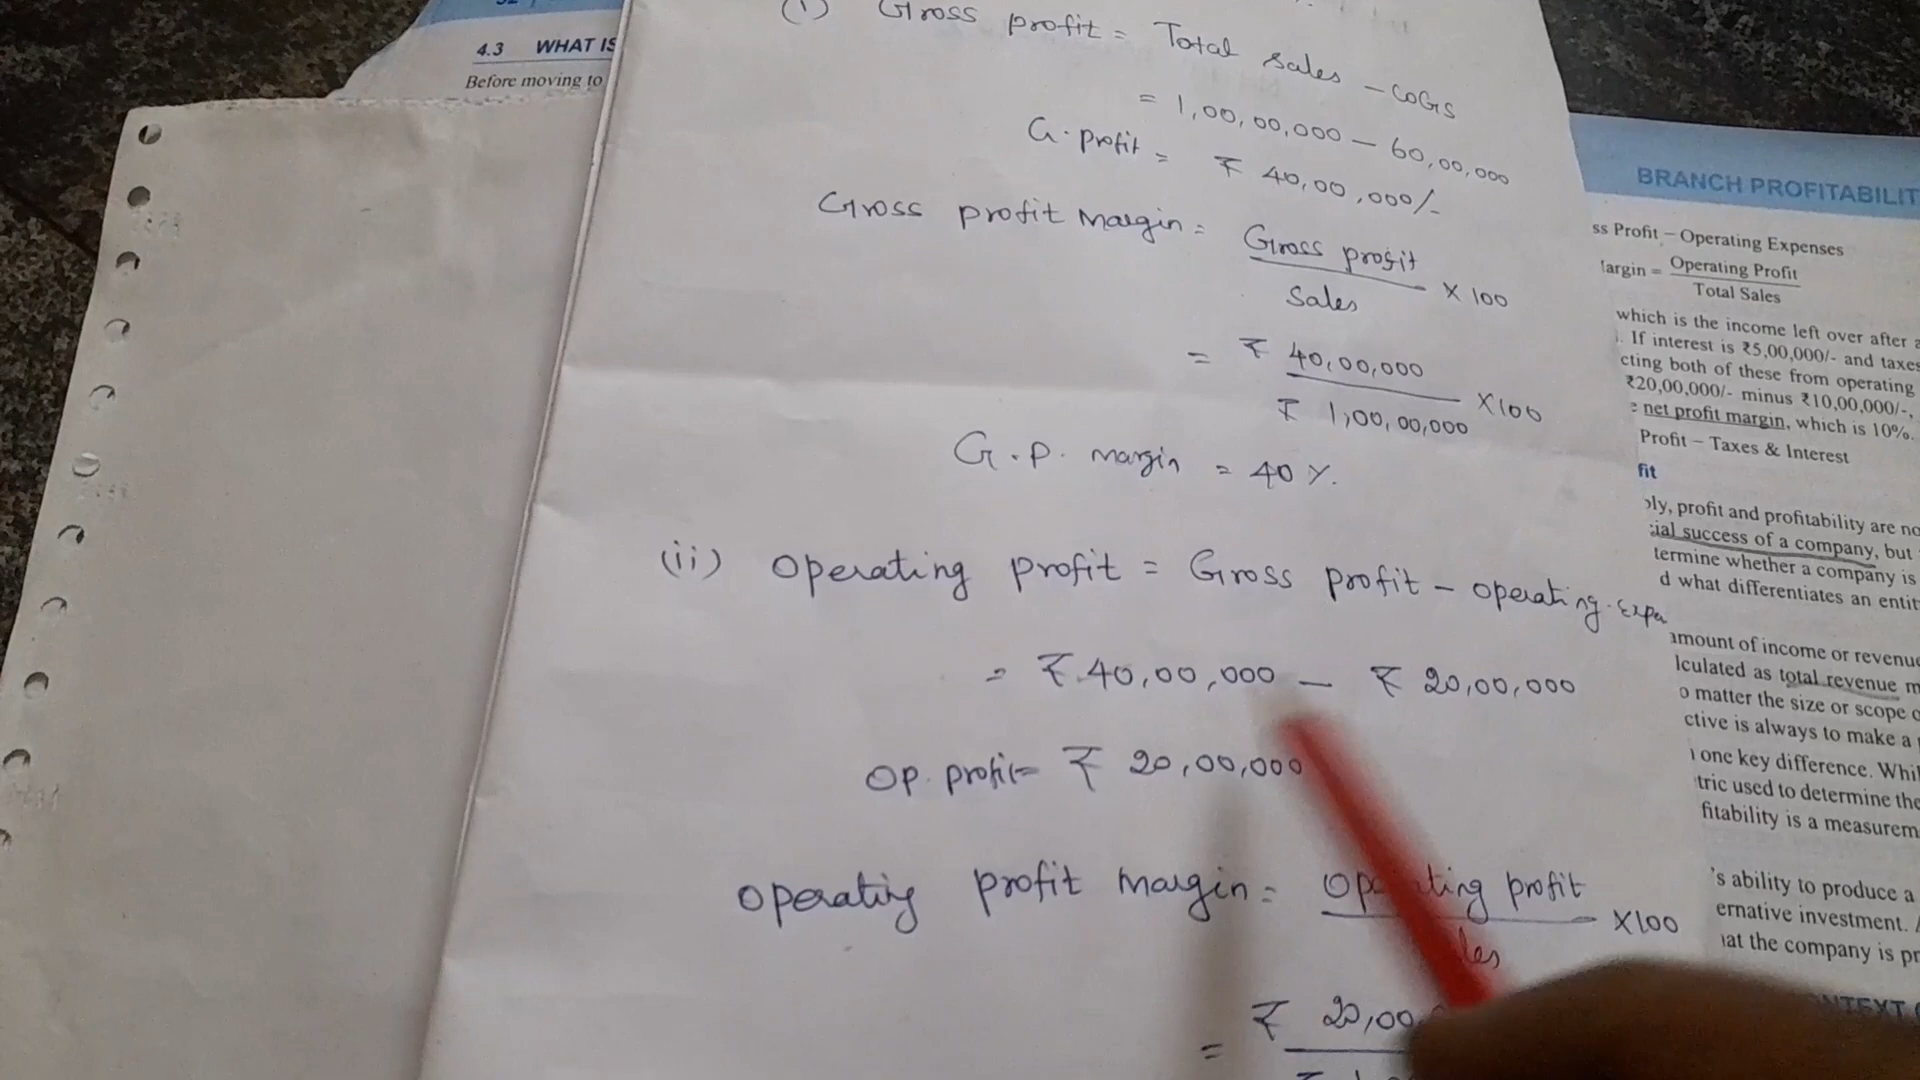 4.3 WHAT IS
Before moving to
(i) Gross profit = Total sales - COGS
= 1,00,00,000 - 60,00,000
G. profit = ₹ 40,00,000/-
Gross profit Margin = Gross profit
Sales
× 100
= ₹ 40,00,000
₹ 1,00,00,000
×100
G.P. margin = 40 %.
(ii) Operating profit = Gross profit - operating. Expen
= ₹.40,00,000 - ₹ 20,00,000
Op. profit= ₹ 20,00,000
Operating profit Margin = profit
×100
= ₹ 20,00,
BRANCH PROFITABILIT
ss Profit – Operating Expenses
argin = Operating Profit
Total Sales
which is the income left over after
. If interest is ₹5,00,000/- and taxes
cting both of these from operating
₹20,00,000/- minus ₹10,00,000/-,
net profit margin, which is 10%.
Profit – Taxes & Interest
fit
ly, profit and profitability are no
ial success of a company, but
termine whether a company is
d what differentiates an entit
amount of income or revenue
lculated as total revenue m
o matter the size or scope
ctive is always to make a
one key difference. Whil
tric used to determine the
fitability is a measurem
's ability to produce a
ernative investment.
at the company is pr